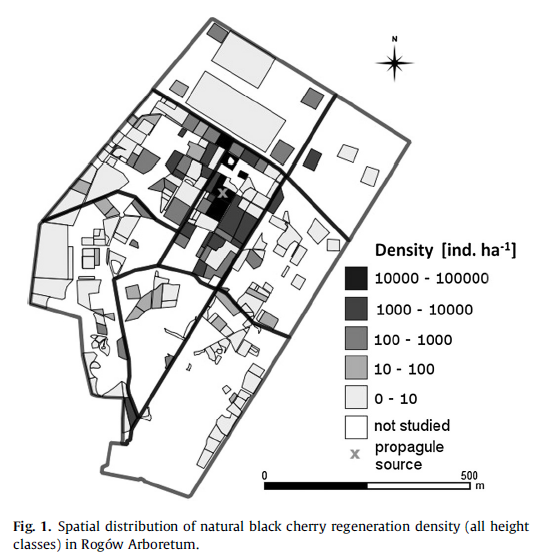 N
Density [ind. ha-1]
10000 - 100000
1000 - 10000
100 - 1000
10 - 100
0 - 10
not studied
x propagule
source
0 500
m
Fig. 1. Spatial distribution of natural black cherry regeneration density (all height
classes) in Rogów Arboretum.